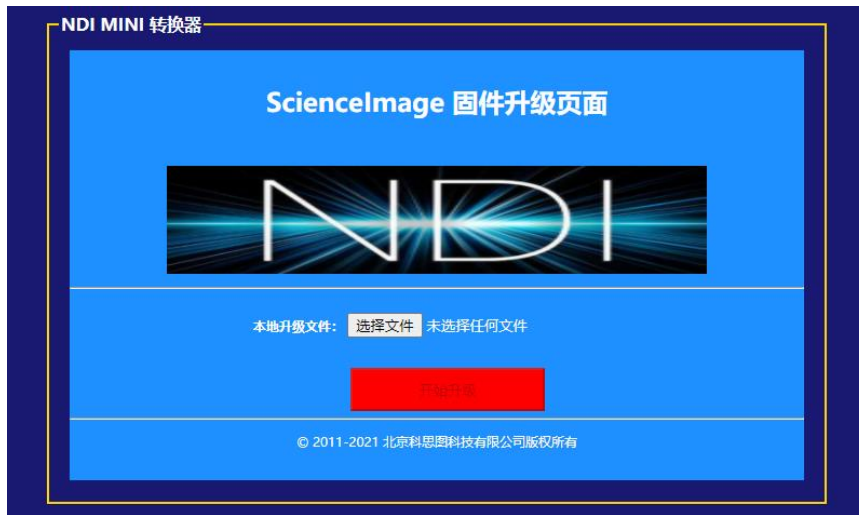 NDI MINI 转换器
ScienceImage 固件升级页面
NDI
本地升级文件： 选择文件 未选择任何文件
开始升级
© 2011-2021 北京科思图科技有限公司版权所有